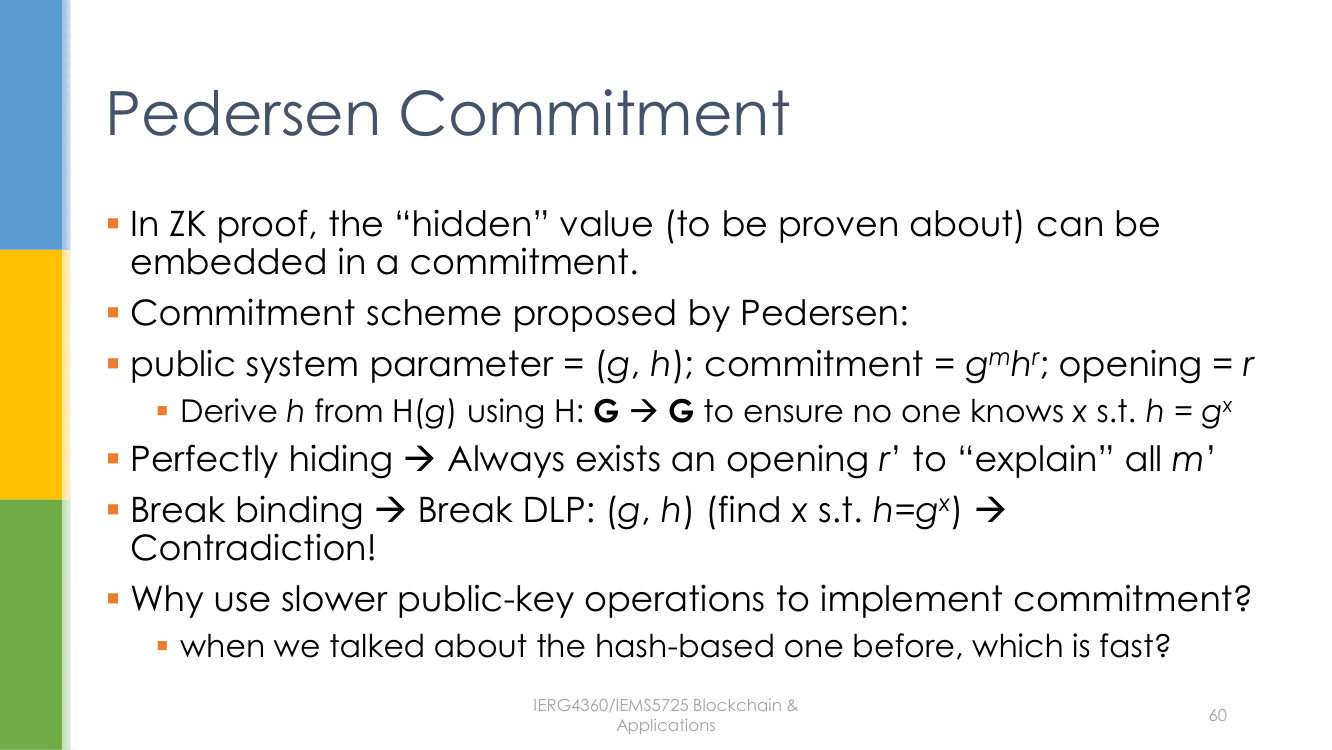 Pedersen Commitment
▪ In ZK proof, the “hidden” value (to be proven about) can be
embedded in a commitment.
▪ Commitment scheme proposed by Pedersen:
▪ public system parameter = (g, h); commitment = gᵐhʳ; opening = r
▪ Derive h from H(g) using H: G → G to ensure no one knows x s.t. h = gˣ
▪ Perfectly hiding → Always exists an opening r’ to “explain” all m’
▪ Break binding → Break DLP: (g, h) (find x s.t. h=gˣ) →
Contradiction!
▪ Why use slower public-key operations to implement commitment?
▪ when we talked about the hash-based one before, which is fast?
IERG4360/IEMS5725 Blockchain &
Applications
60